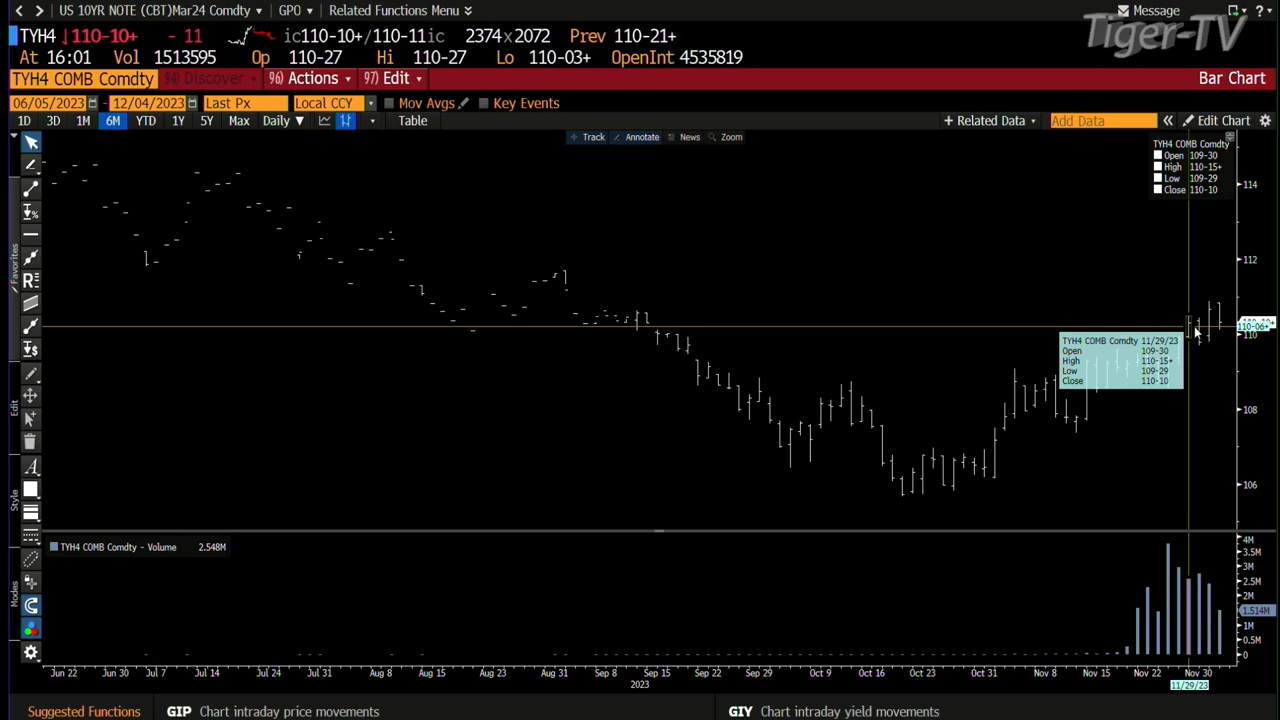 US 10YR NOTE (CBT)Mar24 Comdty GPO Related Functions Menu Message
Tiger-TV
TYH4 ↓110-10+ - 11 ic110-10+/110-11ic 2374x2072 Prev 110-21+
At 16:01 Vol 1513595 Op 110-27 Hi 110-27 Lo 110-03+ OpenInt 4535819
TYH4 COMB Comdty 94) Discover 96) Actions 97) Edit Bar Chart
06/05/2023 - 12/04/2023 Last Px Local CCY Mov Avgs Key Events
1D 3D 1M 6M YTD 1Y 5Y Max Daily ▼ Table + Related Data Add Data « Edit Chart
Track Annotate News Zoom
TYH4 COMB Comdty
Open 109-30
High 110-15+
Low 109-29
Close 110-10
114
112
110
110-06+
108
106
TYH4 COMB Comdty 11/29/23
Open 109-30
High 110-15+
Low 109-29
Close 110-10
Favorites
Edit
Style
Modes
TYH4 COMB Comdty - Volume 2.548M
4M
3.5M
3M
2.5M
2M
1.514M
1M
0.5M
0
Jun 22 Jul 7 Jul 14 Jul 24 Jul 31 Aug 8 Aug 15 Aug 23 Aug 31 Sep 8 Sep 15 Sep 22 Sep 29 Oct 9 Oct 16 Oct 23 Oct 31 Nov 8 Nov 15 Nov 22 Nov 30
2023
11/29/23
Suggested Functions GIP Chart intraday price movements GIY Chart intraday yield movements